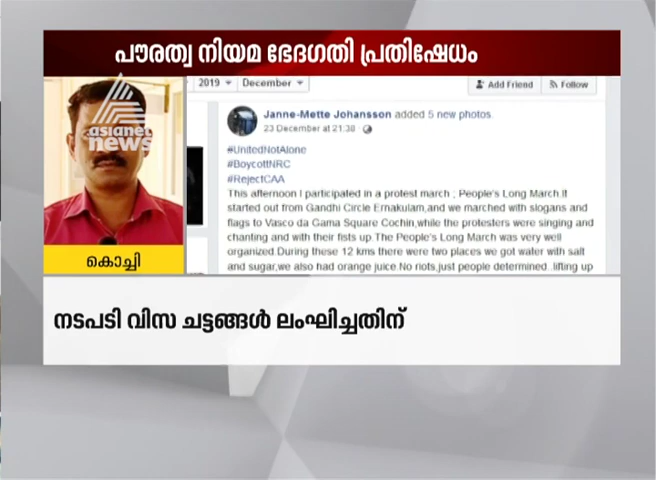 പൗരത്വ നിയമ ഭേദഗതി പ്രതിഷേധം
2019 December
Add Friend Follow
asianet
news
Janne-Mette Johansson added 5 new photos.
23 December at 21:38
#UnitedNotAlone
#BoycottNRC
#RejectCAA
This afternoon I participated in a protest march ; People's Long March.It
started out from Gandhi Circle Ernakulam,and we marched with slogans and
flags to Vasco da Gama Square Cochin,while the protesters were singing and
chanting and with their fists up.The People's Long March was very well
organized.During these 12 kms there were two places we got water with salt
and sugar,we also had orange juice.No riots,just people determined..lifting up
കൊച്ചി
നടപടി വിസ ചട്ടങ്ങൾ ലംഘിച്ചതിന്